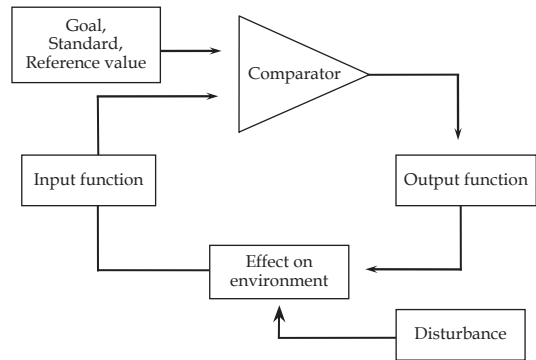 Goal,
Standard,
Reference value
Comparator
Input function
Output function
Effect on
environment
Disturbance